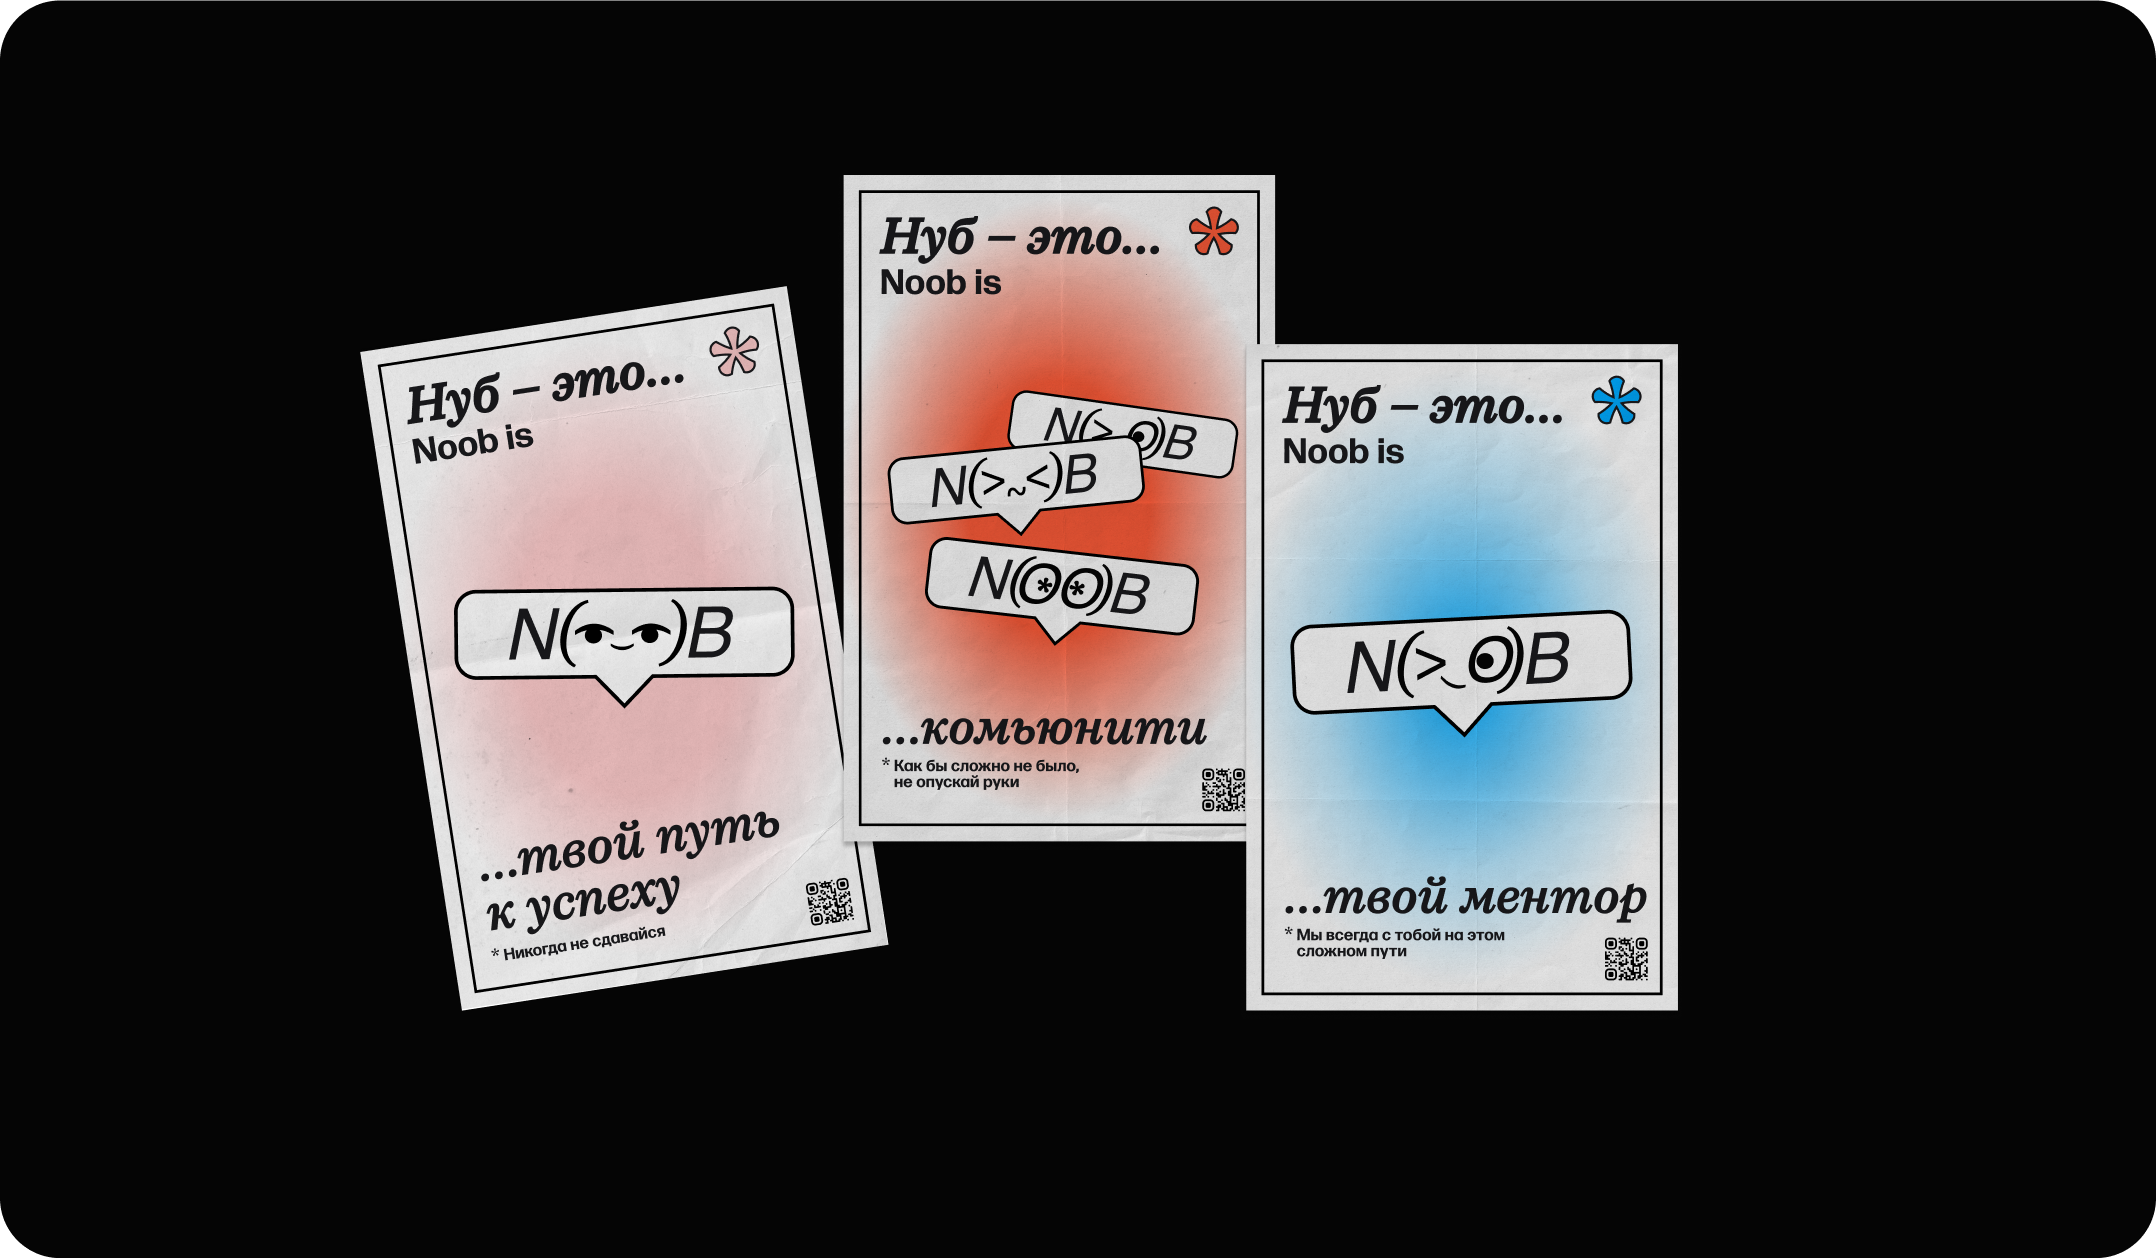 Нуб – это...
Noob is
N( )B
...твой путь
к успеху
* Никогда не сдавайся
Нуб – это...
Noob is
N(> O)B
N(>~<)B
N(OO)B
...комьюнити
* Как бы сложно не было,
не опускай руки
Нуб – это...
Noob is
N(>‿O)B
...твой ментор
* Мы всегда с тобой на этом
сложном пути